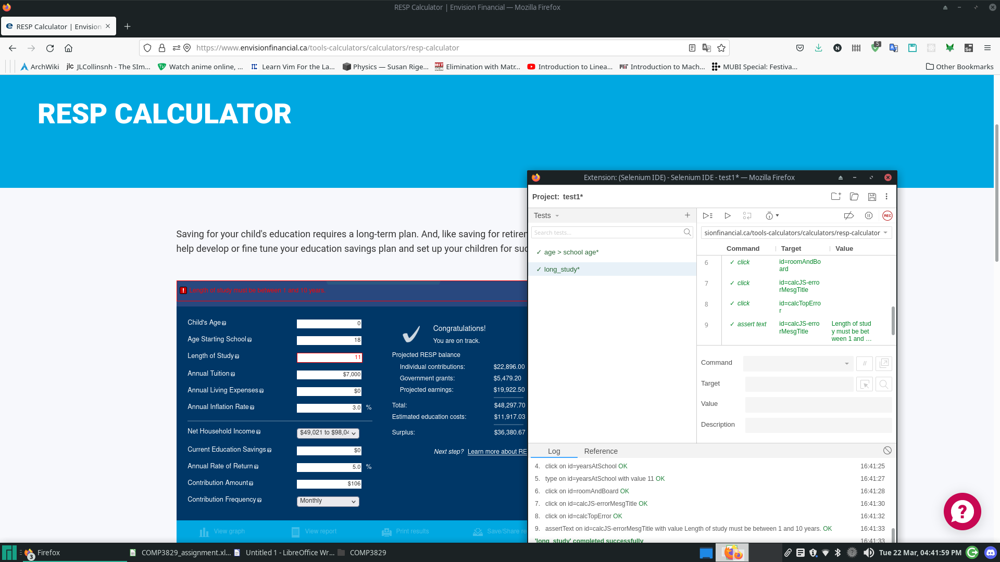 RESP Calculator | Envision Financial — Mozilla Firefox
RESP Calculator | Envision
https://www.envisionfinancial.ca/tools-calculators/calculators/resp-calculator
5
ArchWiki
jlc JLCollinsnh - The SIm...
Watch anime online, ...
Learn Vim For the La...
Physics — Susan Rige...
Elimination with Matr...
Introduction to Linea...
Introduction to Mach...
MUBI Special: Festiva...
Other Bookmarks
RESP CALCULATOR
Saving for your child's education requires a long-term plan. And, like saving for retirem
help develop or fine tune your education savings plan and set up your children for suc
Length of study must be between 1 and 10 years.
Child's Age 0
Age Starting School 18
Length of Study 11
Annual Tuition $7,000
Annual Living Expenses $0
Annual Inflation Rate 3.0 %
Net Household Income $49,021 to $98,04
Current Education Savings $0
Annual Rate of Return 5.0 %
Contribution Amount $106
Contribution Frequency Monthly
Congratulations!
You are on track.
Projected RESP balance
Individual contributions: $22,896.00
Government grants: $5,479.20
Projected earnings: $19,922.50
Total: $48,297.70
Estimated education costs: $11,917.03
Surplus: $36,380.67
Next step? Learn more about RE
View graph
View report
Print results
Save/Share re
Extension: (Selenium IDE) - Selenium IDE - test1* — Mozilla Firefox
Project: test1*
Tests
REC
Search tests...
✓ age > school age*
✓ long_study*
sionfinancial.ca/tools-calculators/calculators/resp-calculator
Command Target Value
6 ✓ click id=roomAndBo
ard
7 ✓ click id=calcJS-erro
rMesgTitle
8 ✓ click id=calcTopErro
r
9 ✓ assert text id=calcJS-erro
rMesgTitle
Length of stud
y must be bet
ween 1 and ...
Command //
Target
Value
Description
Log Reference
4. click on id=yearsAtSchool OK 16:41:25
5. type on id=yearsAtSchool with value 11 OK 16:41:27
6. click on id=roomAndBoard OK 16:41:28
7. click on id=calcJS-errorMesgTitle OK 16:41:30
8. click on id=calcTopError OK 16:41:32
9. assertText on id=calcJS-errorMesgTitle with value Length of study must be between 1 and 10 years. OK 16:41:33
'long_study' completed successfully 16:41:33
3
Firefox
COMP3829_assignment.xl...
Untitled 1 - LibreOffice Wr...
COMP3829
Tue 22 Mar, 04:41:59 PM